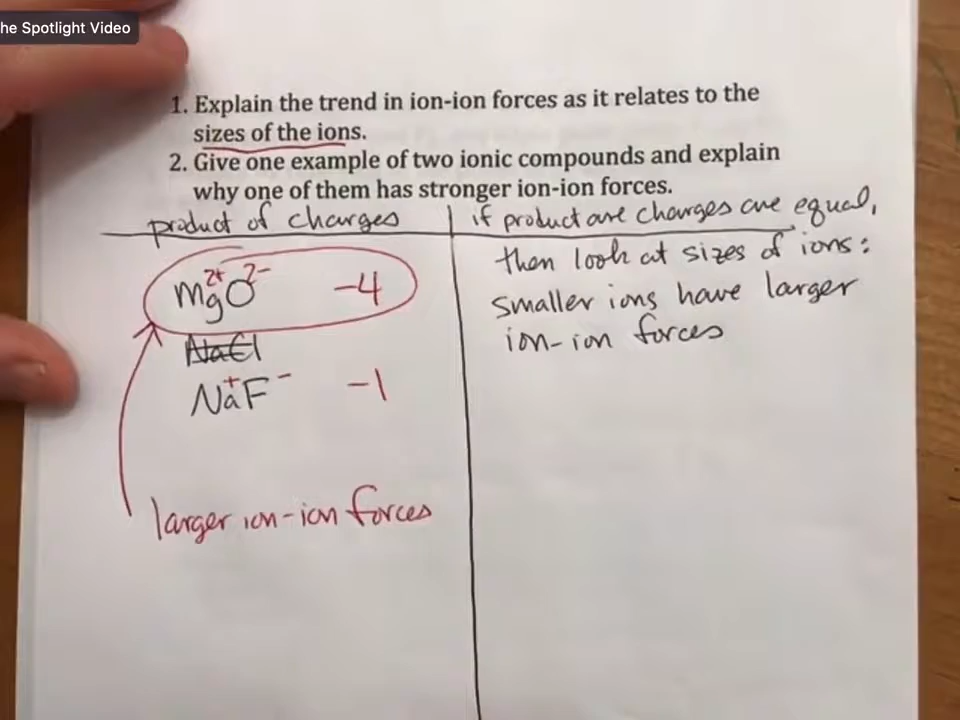 he Spotlight Video
1. Explain the trend in ion-ion forces as it relates to the
sizes of the ions.
2. Give one example of two ionic compounds and explain
why one of them has stronger ion-ion forces.
product of charges
if product are charges are equal,
then look at sizes of ions:
smaller ions have larger
ion-ion forces
Mg²⁺O²⁻ -4
NaCl
Na⁺F⁻ -1
larger ion-ion forces